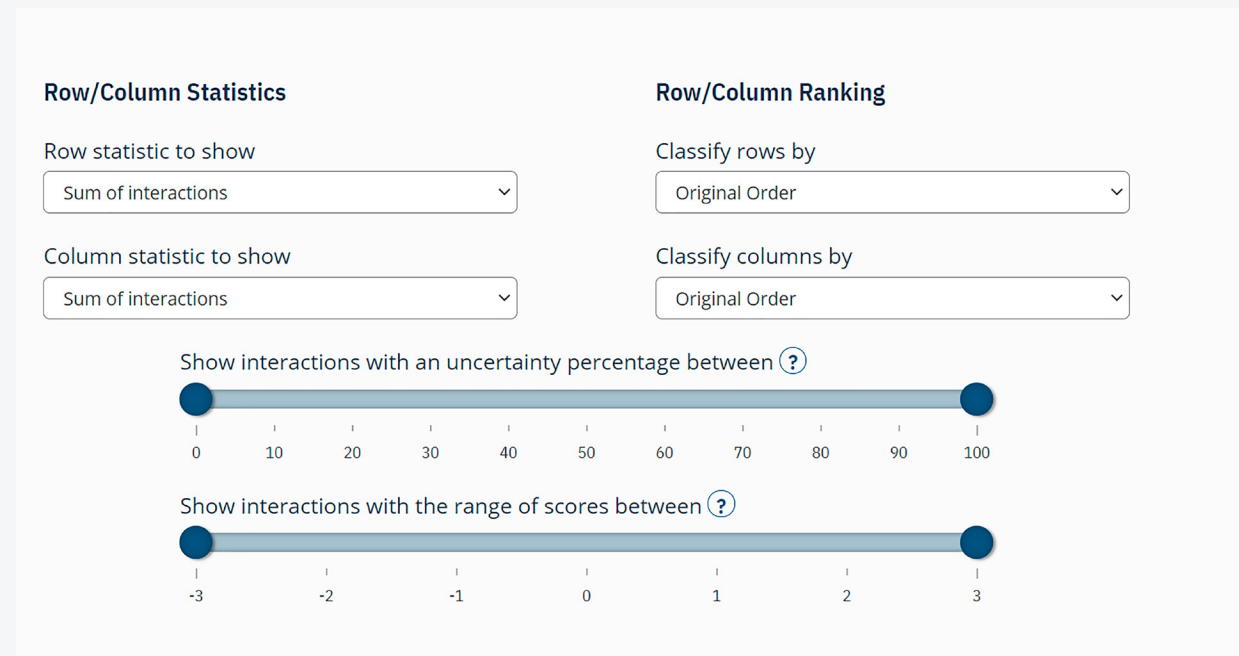 Row/Column Statistics
Row statistic to show
Sum of interactions
Column statistic to show
Sum of interactions
Row/Column Ranking
Classify rows by
Original Order
Classify columns by
Original Order
Show interactions with an uncertainty percentage between ?
0 10 20 30 40 50 60 70 80 90 100
Show interactions with the range of scores between ?
-3 -2 -1 0 1 2 3